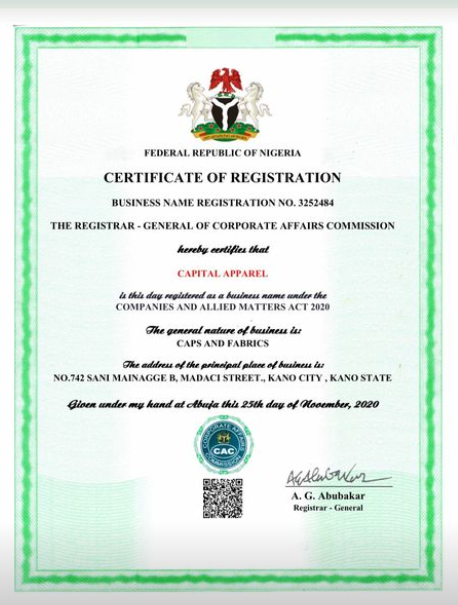 FEDERAL REPUBLIC OF NIGERIA
CERTIFICATE OF REGISTRATION
BUSINESS NAME REGISTRATION NO. 3252484
THE REGISTRAR - GENERAL OF CORPORATE AFFAIRS COMMISSION
hereby certifies that
CAPITAL APPAREL
is this day registered as a business name under the
COMPANIES AND ALLIED MATTERS ACT 2020
The general nature of business is:
CAPS AND FABRICS
The address of the principal place of business is:
NO.742 SANI MAINAGGE B, MADACI STREET., KANO CITY , KANO STATE
Given under my hand at Abuja this 25th day of November, 2020
CORPORATE AFFAIRS COMMISSION
CAC
A. G. Abubakar
Registrar - General